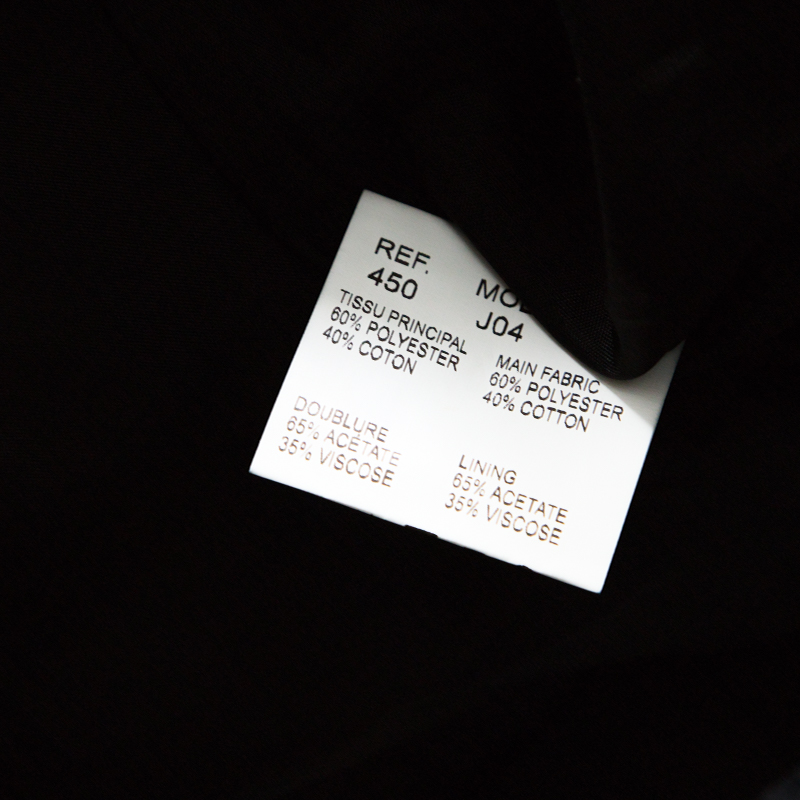 REF.
450
TISSU PRINCIPAL
60% POLYESTER
40% COTON
DOUBLURE
65% ACÉTATE
35% VISCOSE
J04
MAIN FABRIC
60% POLYESTER
40% COTTON
LINING
65% ACETATE
35% VISCOSE